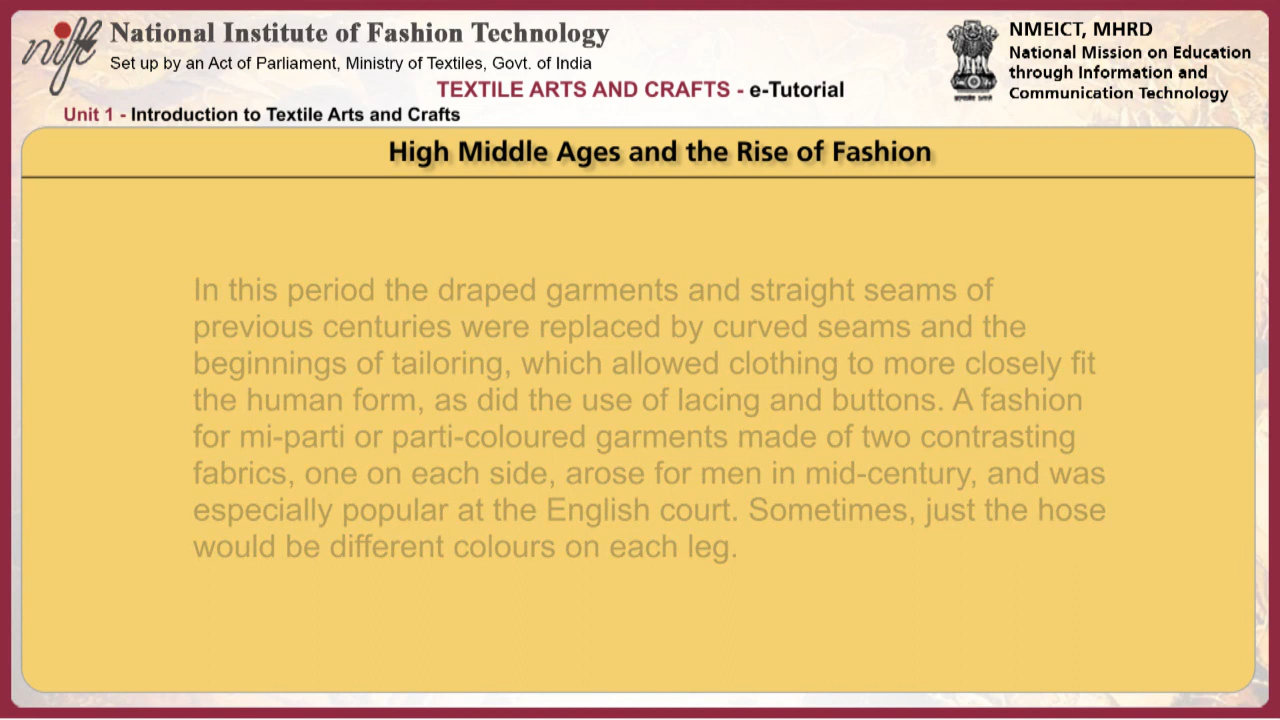 nift
National Institute of Fashion Technology
Set up by an Act of Parliament, Ministry of Textiles, Govt. of India
NMEICT, MHRD
National Mission on Education
through Information and
Communication Technology
TEXTILE ARTS AND CRAFTS - e-Tutorial
Unit 1 - Introduction to Textile Arts and Crafts
High Middle Ages and the Rise of Fashion
In this period the draped garments and straight seams of
previous centuries were replaced by curved seams and the
beginnings of tailoring, which allowed clothing to more closely fit
the human form, as did the use of lacing and buttons. A fashion
for mi-parti or parti-coloured garments made of two contrasting
fabrics, one on each side, arose for men in mid-century, and was
especially popular at the English court. Sometimes, just the hose
would be different colours on each leg.